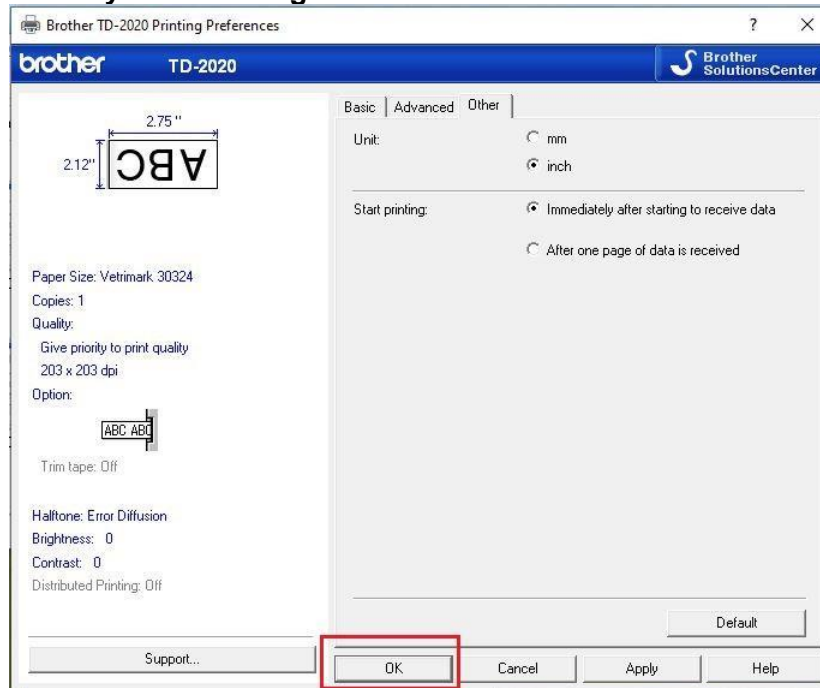 Brother TD-2020 Printing Preferences
? X
brother TD-2020
Brother
SolutionsCenter
2.75 "
2.12"
ABC
Paper Size: Vetrimark 30324
Copies: 1
Quality:
Give priority to print quality
203 x 203 dpi
Option:
ABC ABC
Trim tape: Off
Halftone: Error Diffusion
Brightness: 0
Contrast: 0
Distributed Printing: Off
Support...
Basic Advanced Other
Unit: mm
inch
Start printing: Immediately after starting to receive data
After one page of data is received
Default
OK Cancel Apply Help